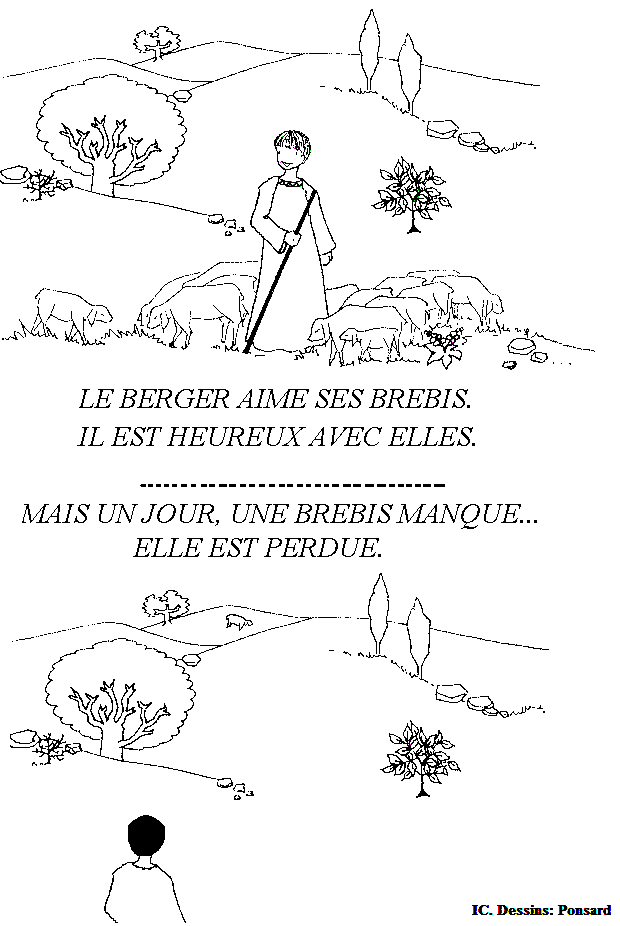 LE BERGER AIME SES BREBIS.
IL EST HEUREUX AVEC ELLES.
MAIS UN JOUR, UNE BREBIS MANQUE...
ELLE EST PERDUE.
IC. Dessins: Ponsard